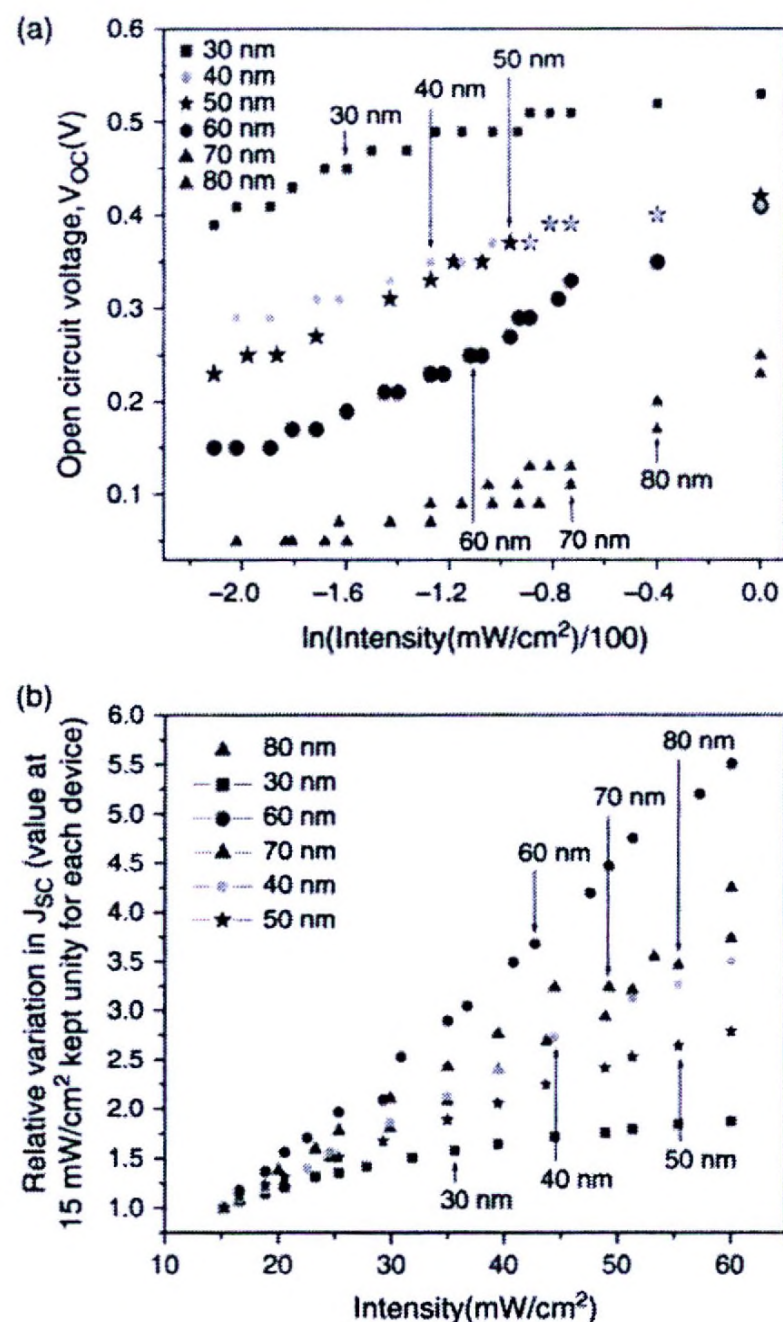 (a)
Open circuit voltage, VOC(V)
0.6
0.5
0.4
0.3
0.2
0.1
30 nm
40 nm
50 nm
60 nm
70 nm
80 nm
30 nm
40 nm
50 nm
60 nm
70 nm
80 nm
−2.0
−1.6
−1.2
−0.8
−0.4
0.0
ln(Intensity(mW/cm²)/100)
(b)
Relative variation in JSC (value at
15 mW/cm² kept unity for each device)
6.0
5.5
5.0
4.5
4.0
3.5
3.0
2.5
2.0
1.5
1.0
80 nm
30 nm
60 nm
70 nm
40 nm
50 nm
60 nm
70 nm
80 nm
30 nm
40 nm
50 nm
10
20
30
40
50
60
Intensity(mW/cm²)